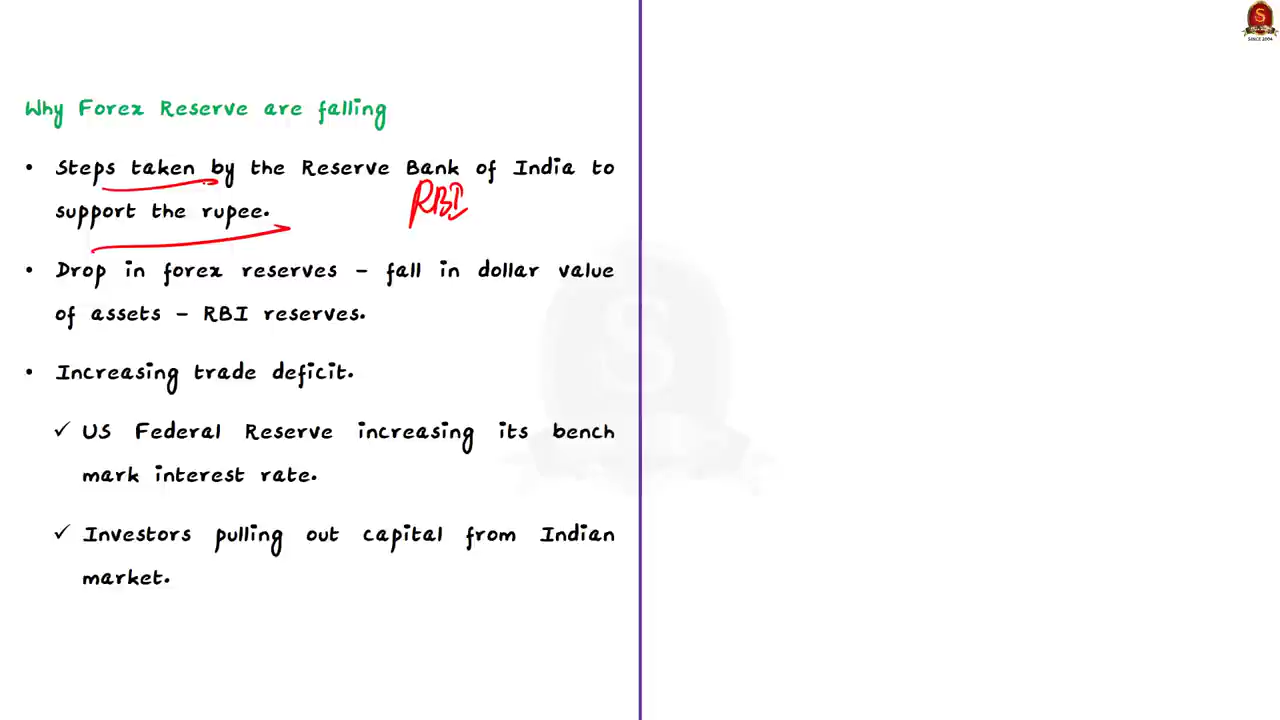 S
SINCE 2004
Why Forex Reserve are falling
• Steps taken by the Reserve Bank of India to
support the rupee.
RBI
• Drop in forex reserves – fall in dollar value
of assets – RBI reserves.
• Increasing trade deficit.
✓ US Federal Reserve increasing its bench
mark interest rate.
✓ Investors pulling out capital from Indian
market.